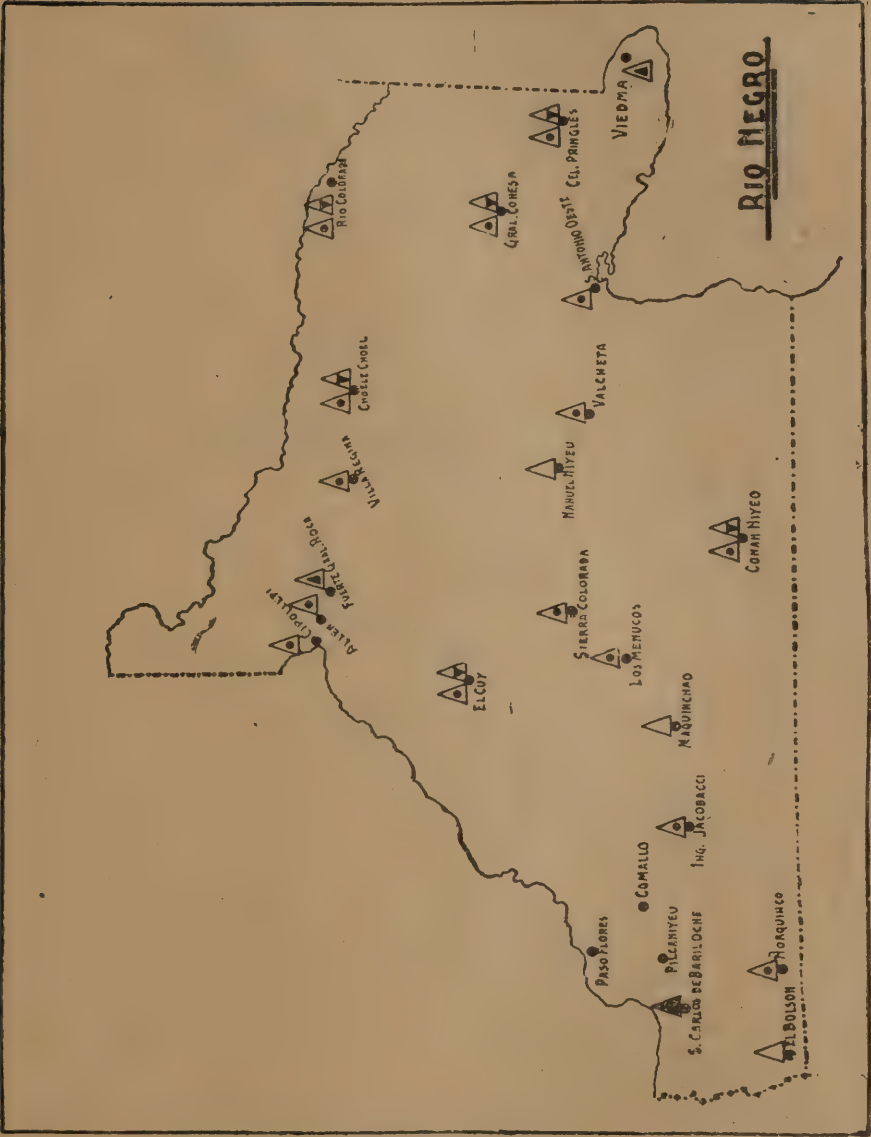 RIO NEGRO
VIEDMA
CEL. PRINGLES
GRAL. CONESA
RIO COLORADO
S. ANTONIO OESTE
CHOELE CHOEL
VALCHETA
VILLA REGINA
MANUEL NIYEU
FUERTE GRAL. ROCA
CIPOLLETI
ALLEN
SIERRA COLORADA
LOS MENUCOS
CONAH NIYEO
EL CUY
MAQUINCHAO
ING. JACOBACCI
COMALLO
PASO FLORES
PILCANIYEU
S. CARLOS DE BARILOCHE
ÑORQUINCO
EL BOLSON